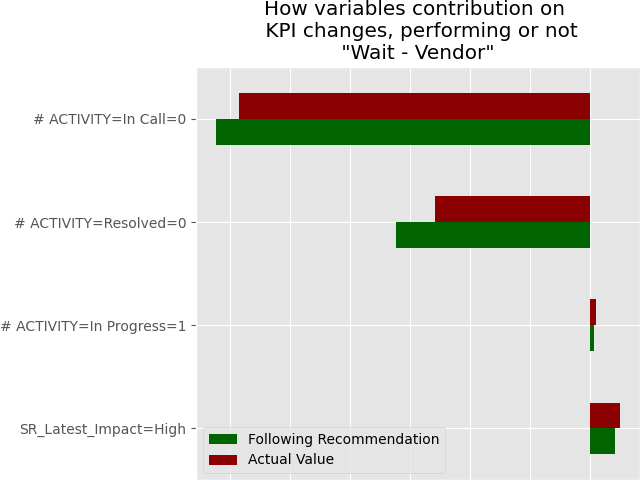 How variables contribution on
KPI changes, performing or not
"Wait - Vendor"
# ACTIVITY=In Call=0
# ACTIVITY=Resolved=0
# ACTIVITY=In Progress=1
SR_Latest_Impact=High
Following Recommendation
Actual Value